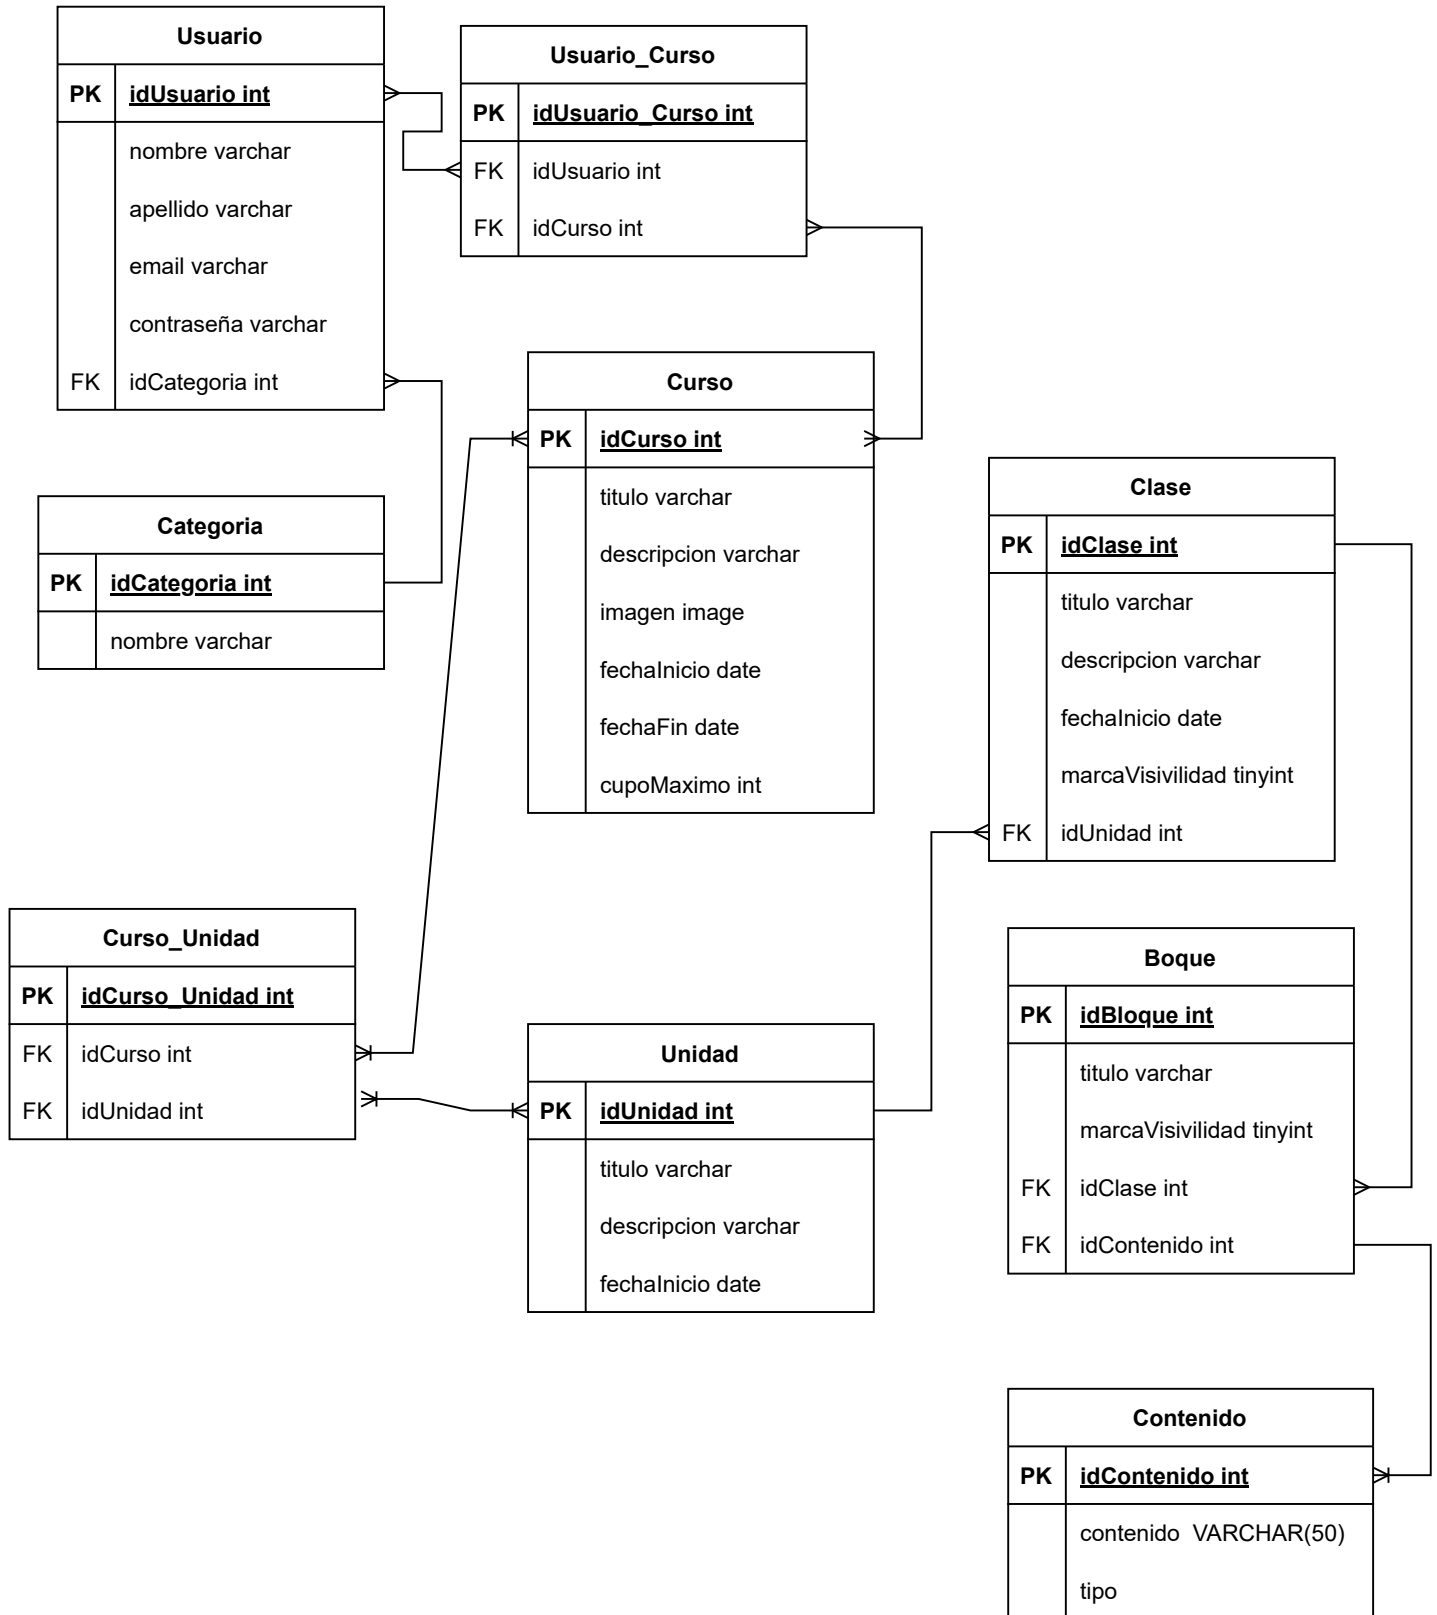 Usuario
PK idUsuario int
nombre varchar
apellido varchar
email varchar
contraseña varchar
FK idCategoria int
Usuario_Curso
PK idUsuario_Curso int
FK idUsuario int
FK idCurso int
Curso
PK idCurso int
titulo varchar
descripcion varchar
imagen image
fechaInicio date
fechaFin date
cupoMaximo int
Categoria
PK idCategoria int
nombre varchar
Clase
PK idClase int
titulo varchar
descripcion varchar
fechaInicio date
marcaVisivilidad tinyint
FK idUnidad int
Curso_Unidad
PK idCurso_Unidad int
FK idCurso int
FK idUnidad int
Unidad
PK idUnidad int
titulo varchar
descripcion varchar
fechaInicio date
Boque
PK idBloque int
titulo varchar
marcaVisivilidad tinyint
FK idClase int
FK idContenido int
Contenido
PK idContenido int
contenido VARCHAR(50)
tipo